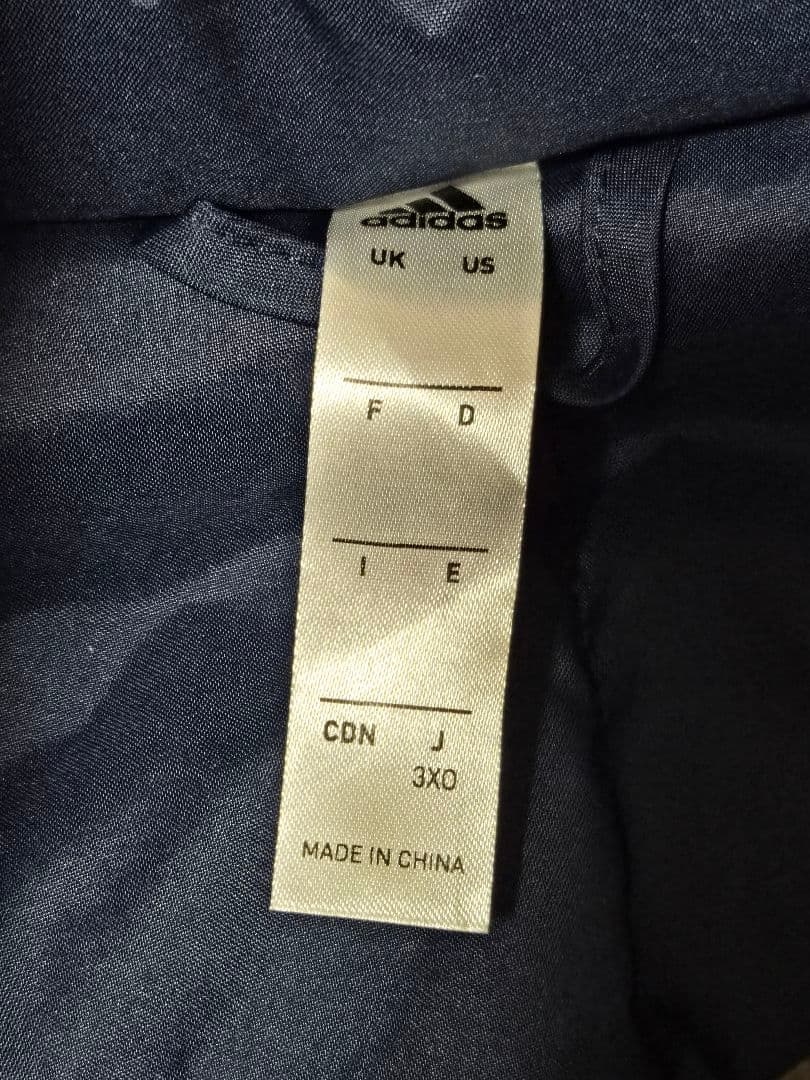 adidas
UK US
F D
I E
CDN J
3XO
MADE IN CHINA